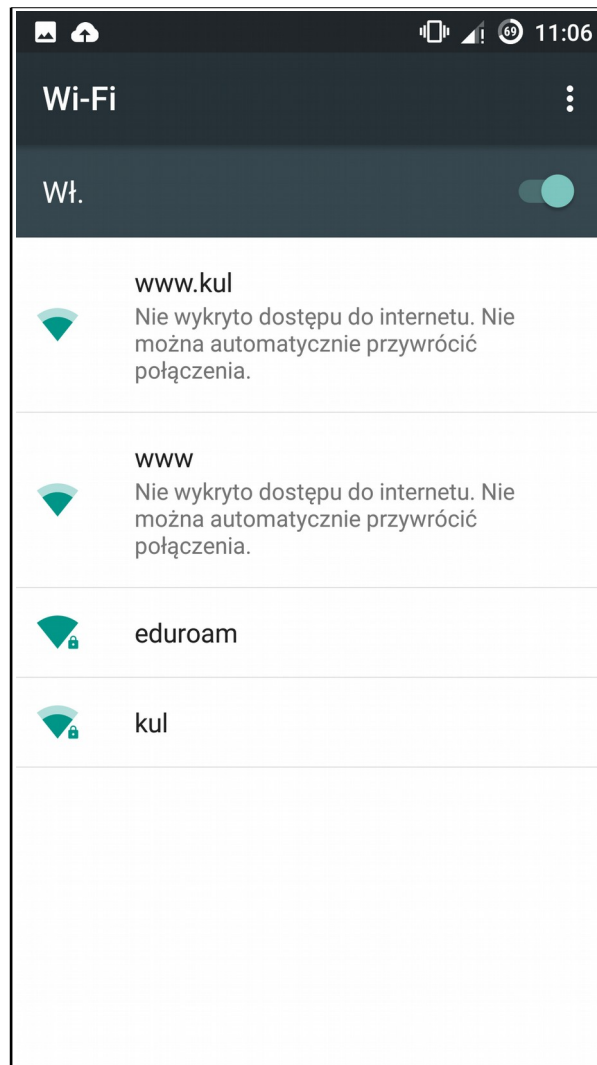 69 11:06
Wi-Fi
Wł.
www.kul
Nie wykryto dostępu do internetu. Nie
można automatycznie przywrócić
połączenia.
www
Nie wykryto dostępu do internetu. Nie
można automatycznie przywrócić
połączenia.
eduroam
kul